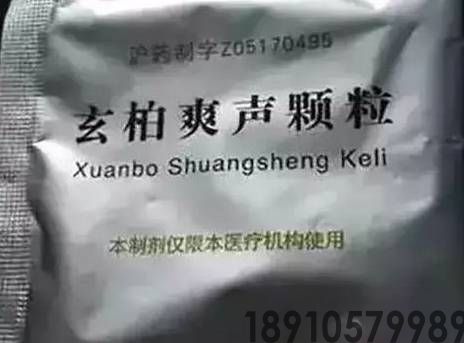 沪药制字Z05170495
玄柏爽声颗粒
Xuanbo Shuangsheng Keli
本制剂仅限本医疗机构使用
18910579989